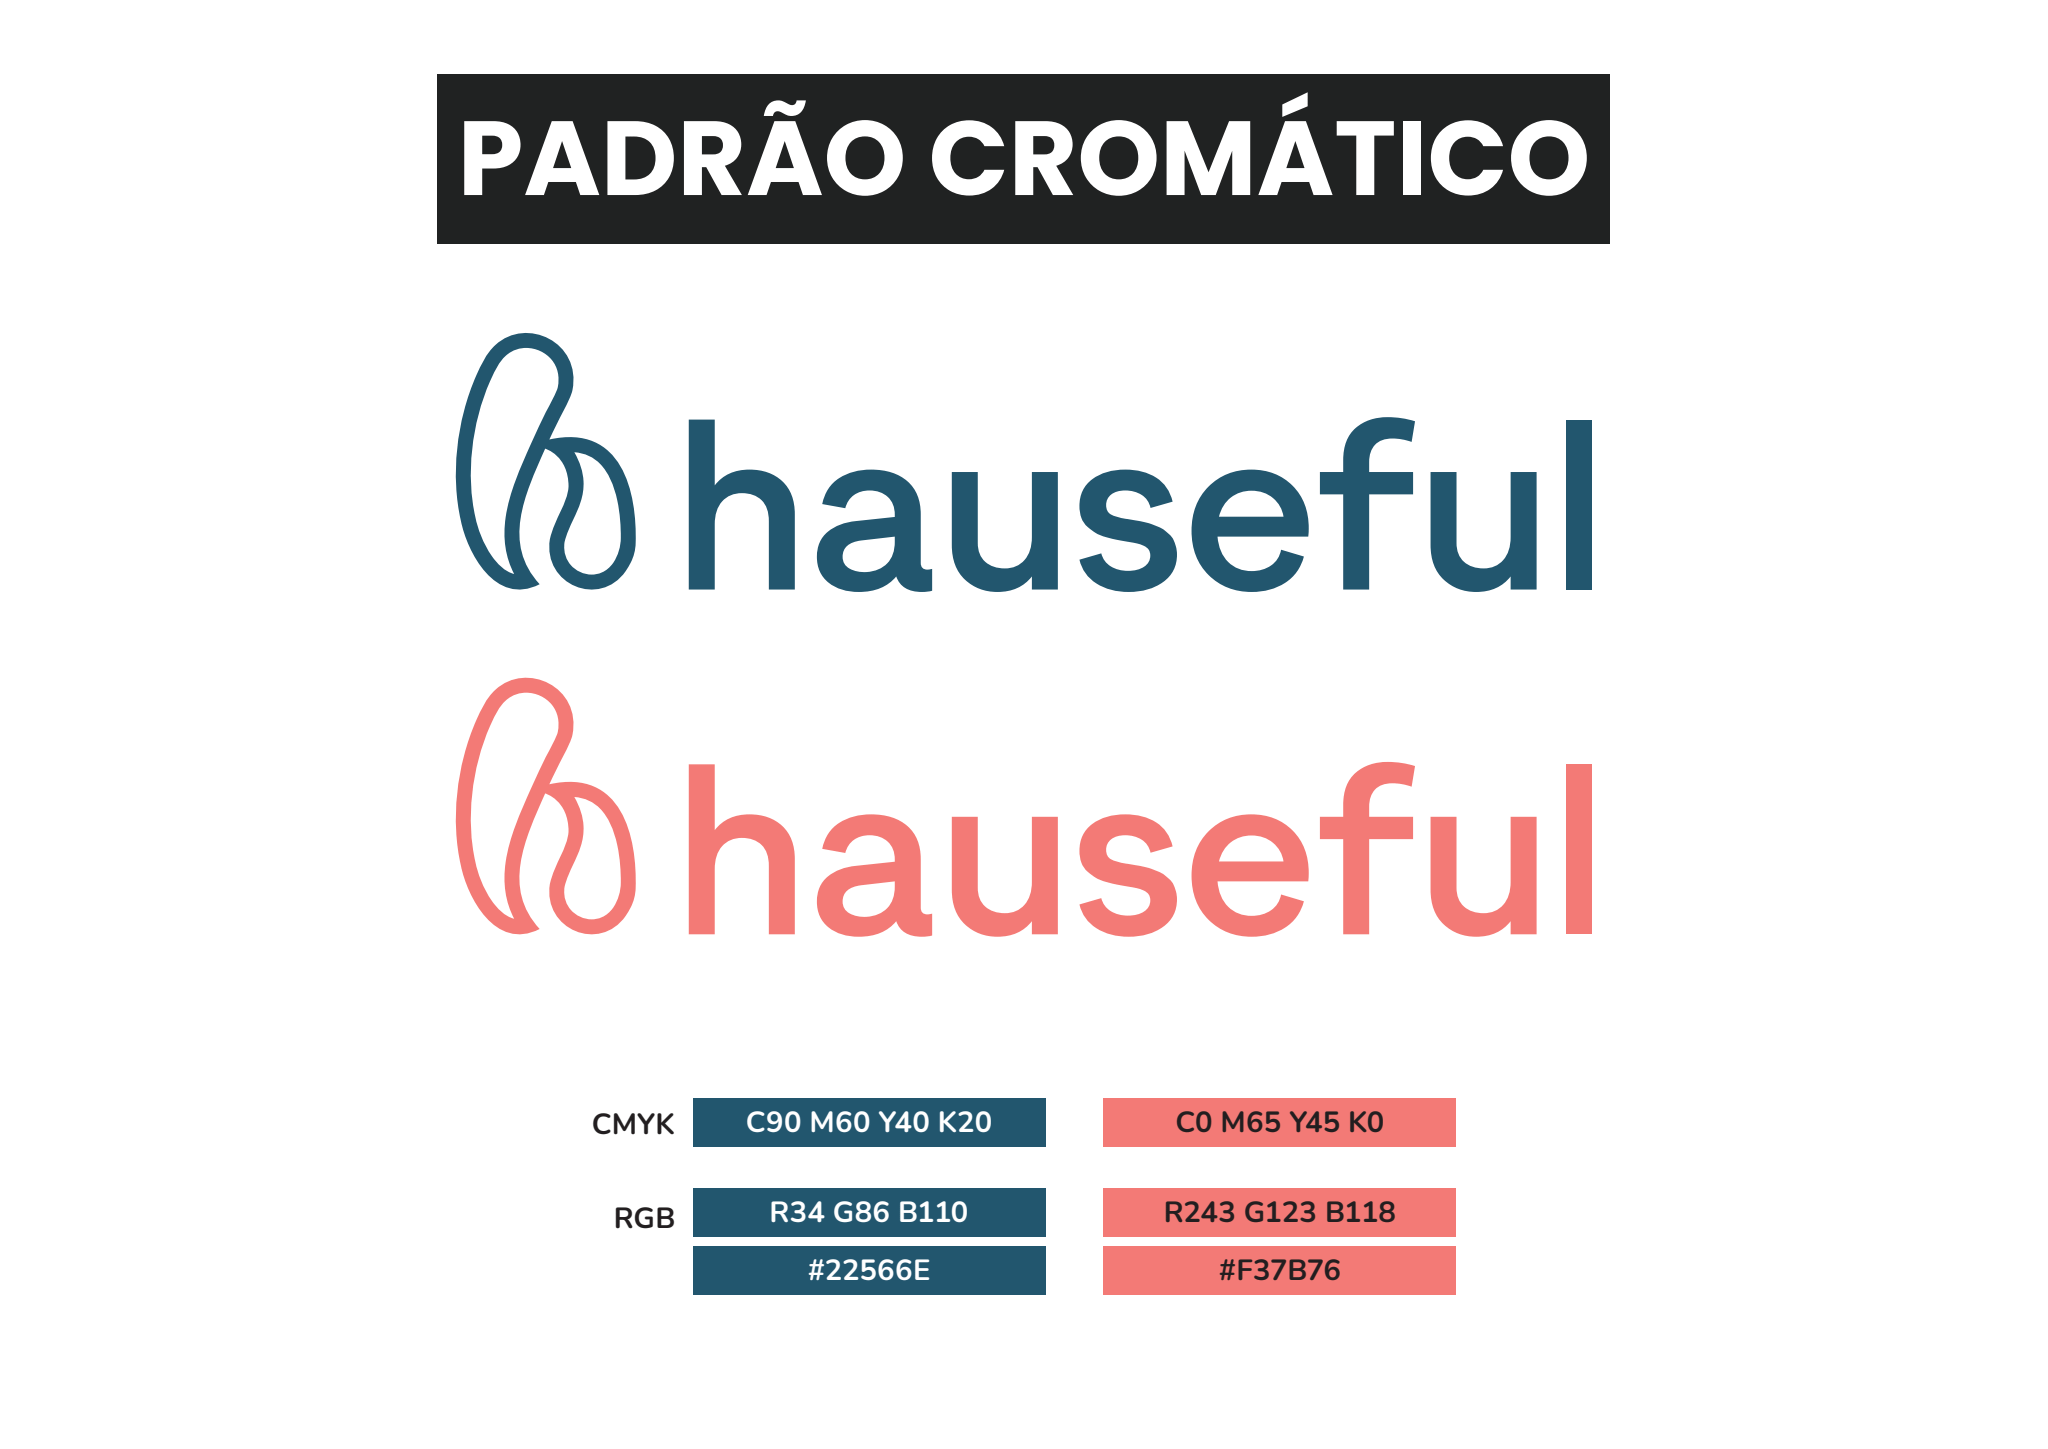 PADRÃO CROMÁTICO
hauseful
hauseful
CMYK C90 M60 Y40 K20 C0 M65 Y45 K0
RGB R34 G86 B110 R243 G123 B118
#22566E #F37B76